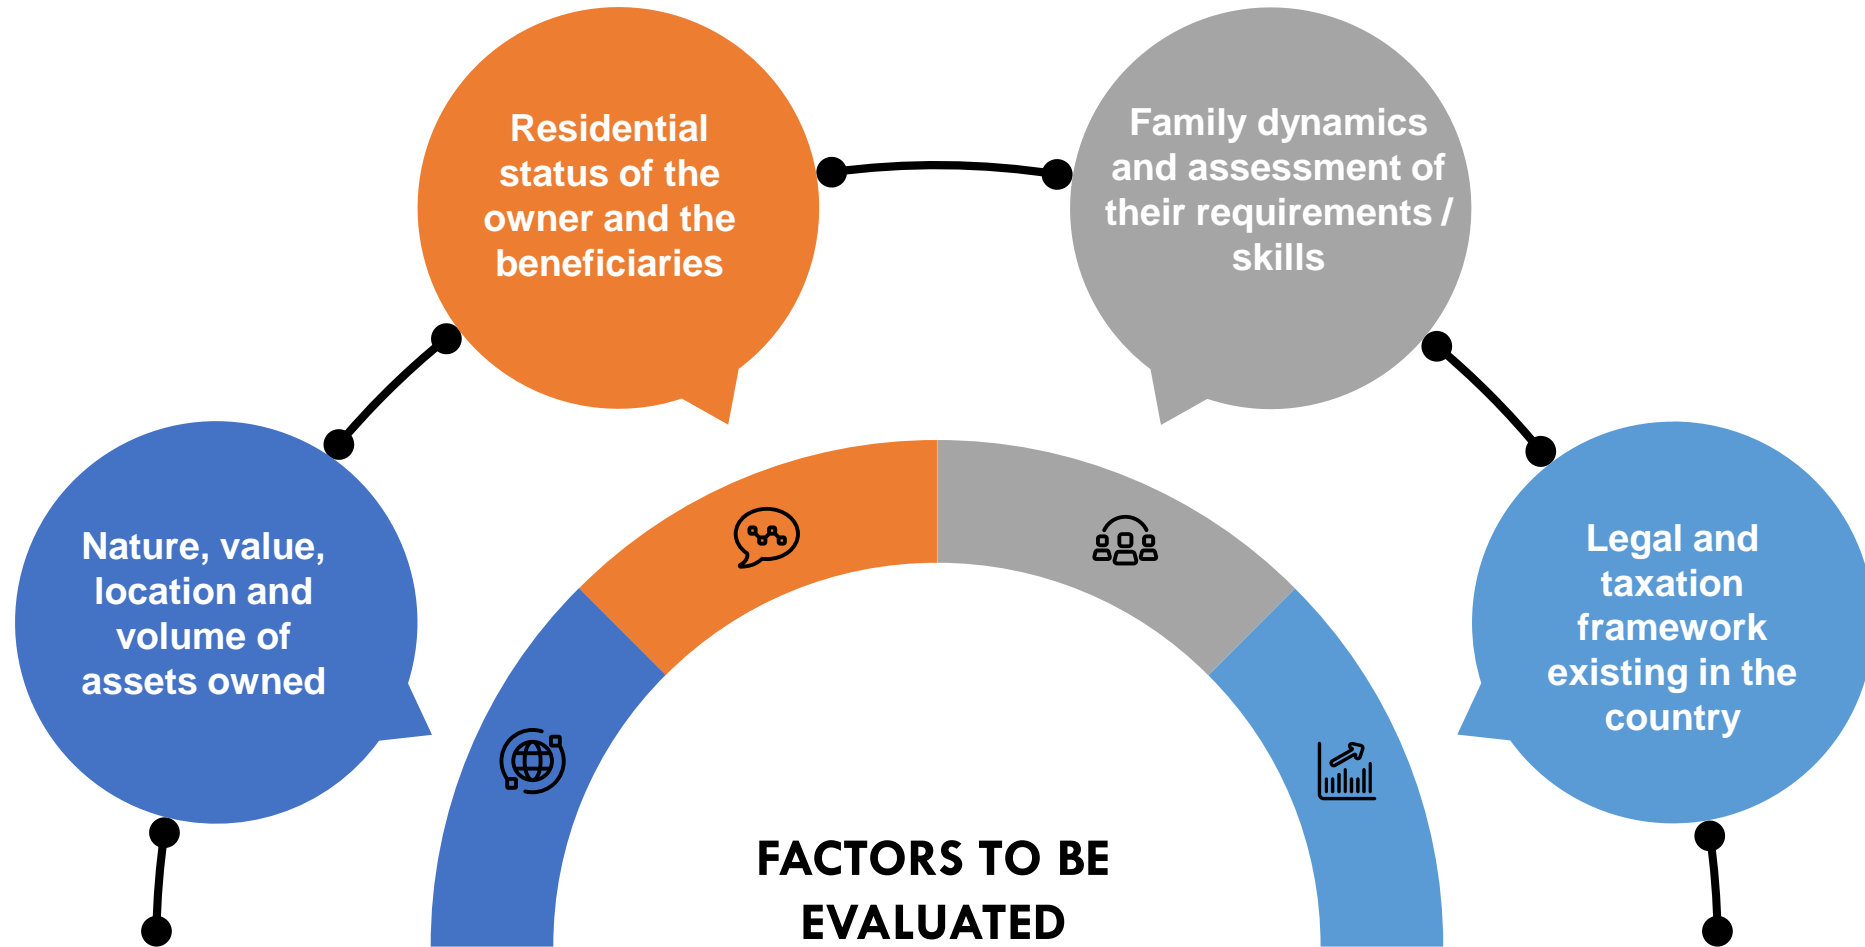 Residential
status of the
owner and the
beneficiaries
Family dynamics
and assessment of
their requirements /
skills
Nature, value,
location and
volume of
assets owned
Legal and
taxation
framework
existing in the
country
FACTORS TO BE
EVALUATED